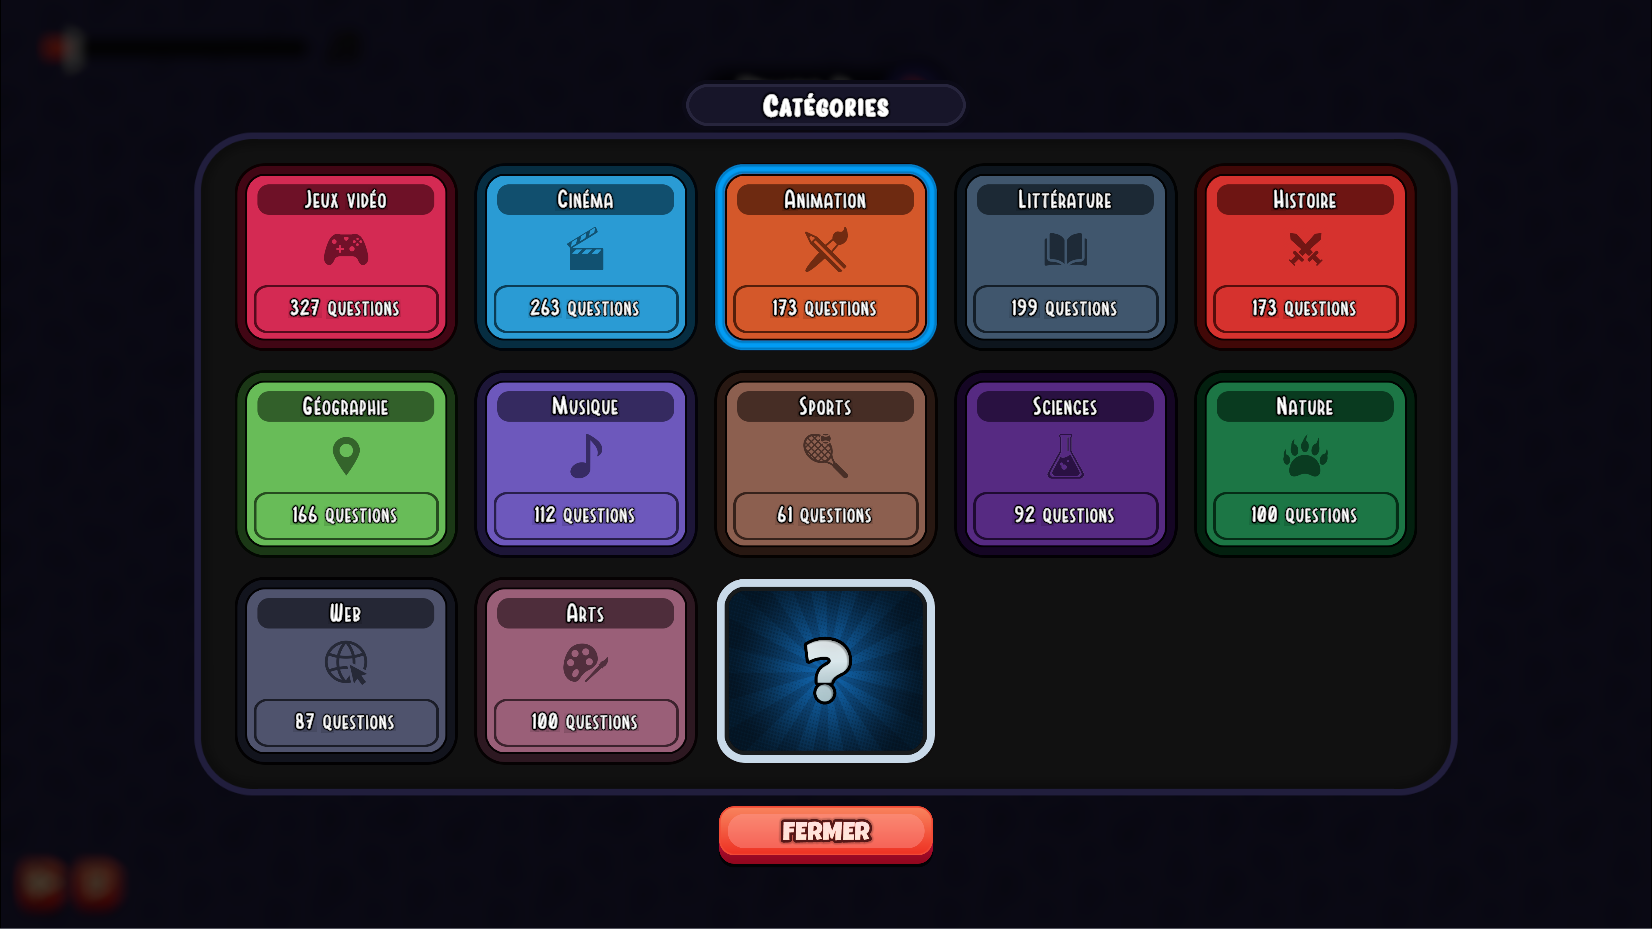 Catégories
Jeux vidéo
327 questions
Cinéma
263 questions
Animation
173 questions
Littérature
199 questions
Histoire
173 questions
Géographie
166 questions
Musique
112 questions
Sports
61 questions
Sciences
92 questions
Nature
100 questions
Web
87 questions
Arts
100 questions
?
FERMER